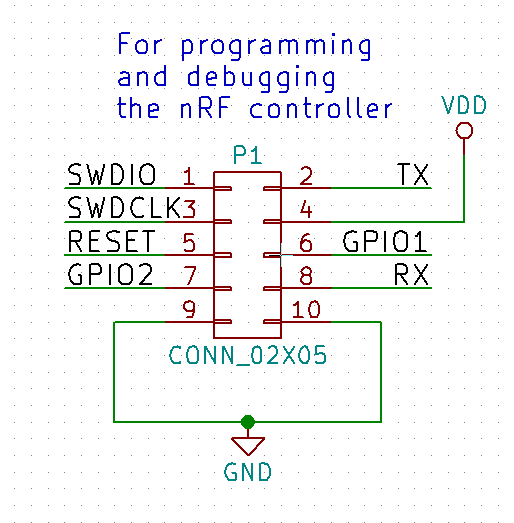 For programming
and debugging
the nRF controller
VDD
P1
SWDIO 1 2 TX
SWDCLK 3 4
RESET 5 6 GPIO1
GPIO2 7 8 RX
9 10
CONN_02X05
GND